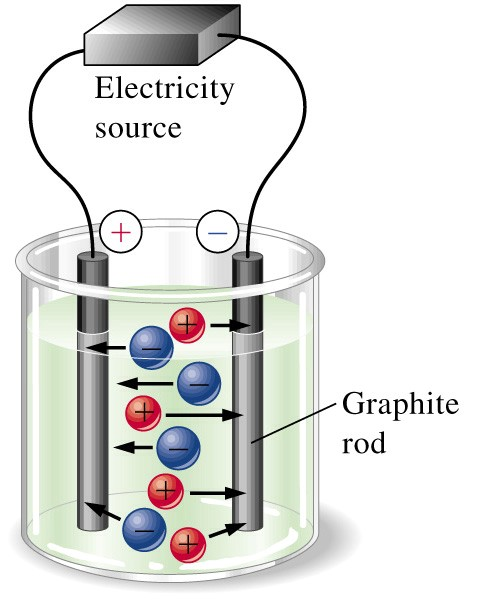 Electricity
source
+
−
+
−
−
+
−
+
−
+
Graphite
rod